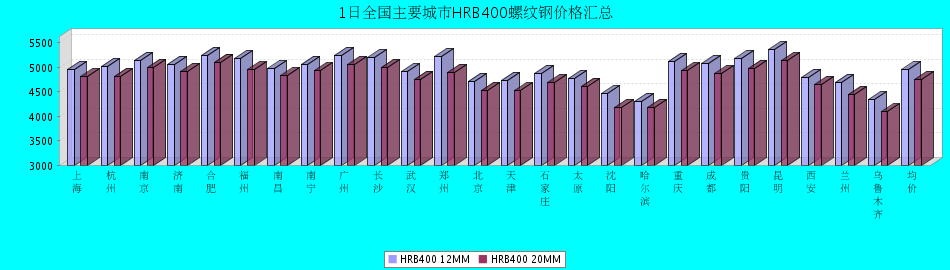 1日全国主要城市HRB400螺纹钢价格汇总
5500
5000
4500
4000
3500
3000
上海
杭州
南京
济南
合肥
福州
南昌
南宁
广州
长沙
武汉
郑州
北京
天津
石家庄
太原
沈阳
哈尔滨
重庆
成都
贵阳
昆明
西安
兰州
乌鲁木齐
均价
HRB400 12MM HRB400 20MM